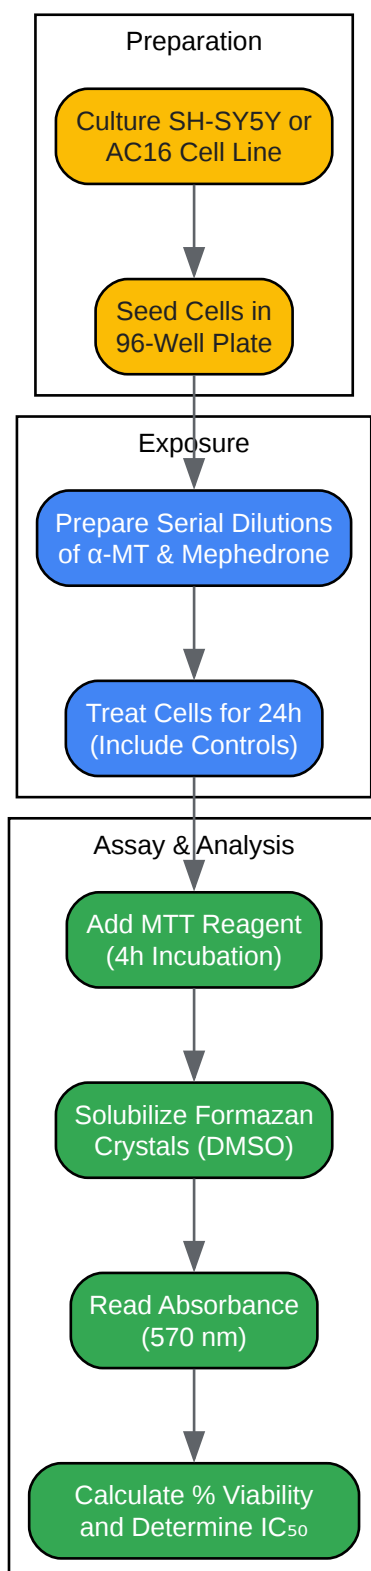 Preparation
Culture SH-SY5Y or
AC16 Cell Line
Seed Cells in
96-Well Plate
Exposure
Prepare Serial Dilutions
of α-MT & Mephedrone
Treat Cells for 24h
(Include Controls)
Assay & Analysis
Add MTT Reagent
(4h Incubation)
Solubilize Formazan
Crystals (DMSO)
Read Absorbance
(570 nm)
Calculate % Viability
and Determine IC₅₀